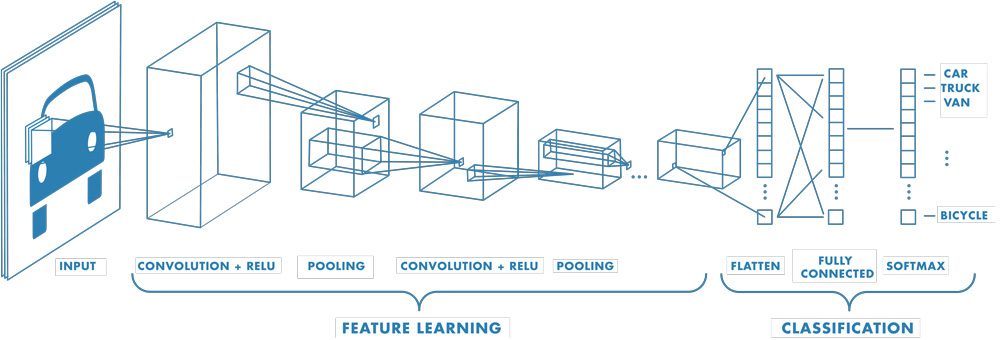 CAR
TRUCK
VAN
BICYCLE
INPUT
CONVOLUTION + RELU
POOLING
CONVOLUTION + RELU
POOLING
FLATTEN
FULLY
CONNECTED
SOFTMAX
FEATURE LEARNING
CLASSIFICATION